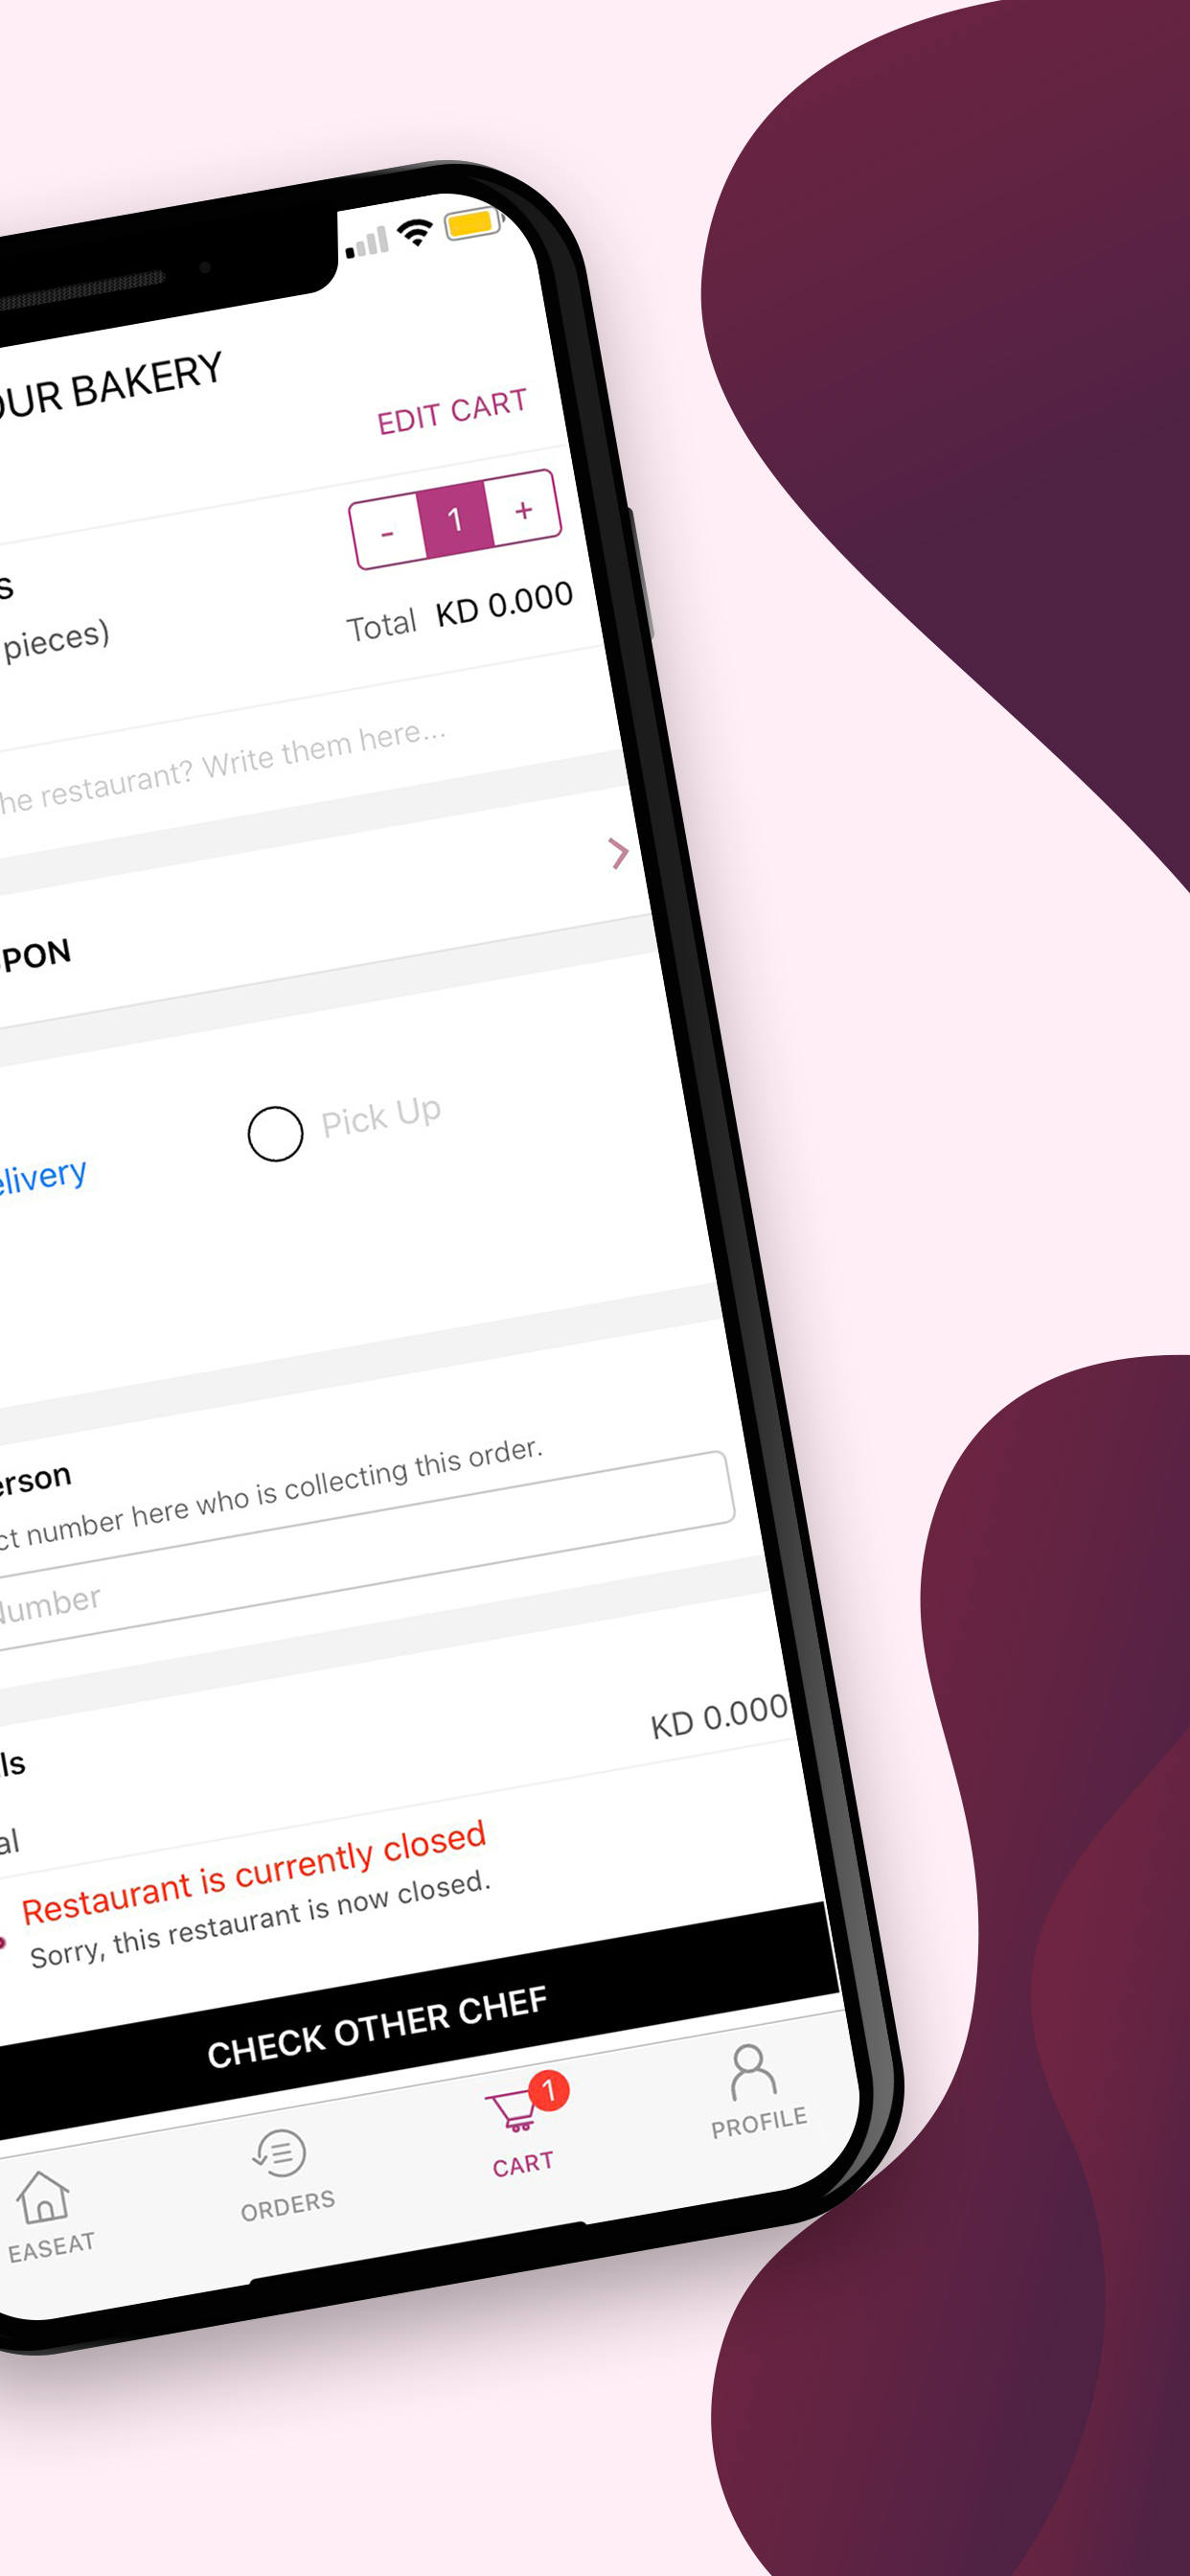 OUR BAKERY
EDIT CART
- 1 +
s
pieces)
Total KD 0.000
he restaurant? Write them here...
PON
elivery
Pick Up
erson
ct number here who is collecting this order.
Number
ls
KD 0.000
al
Restaurant is currently closed
Sorry, this restaurant is now closed.
CHECK OTHER CHEF
1
EASEAT
ORDERS
CART
PROFILE